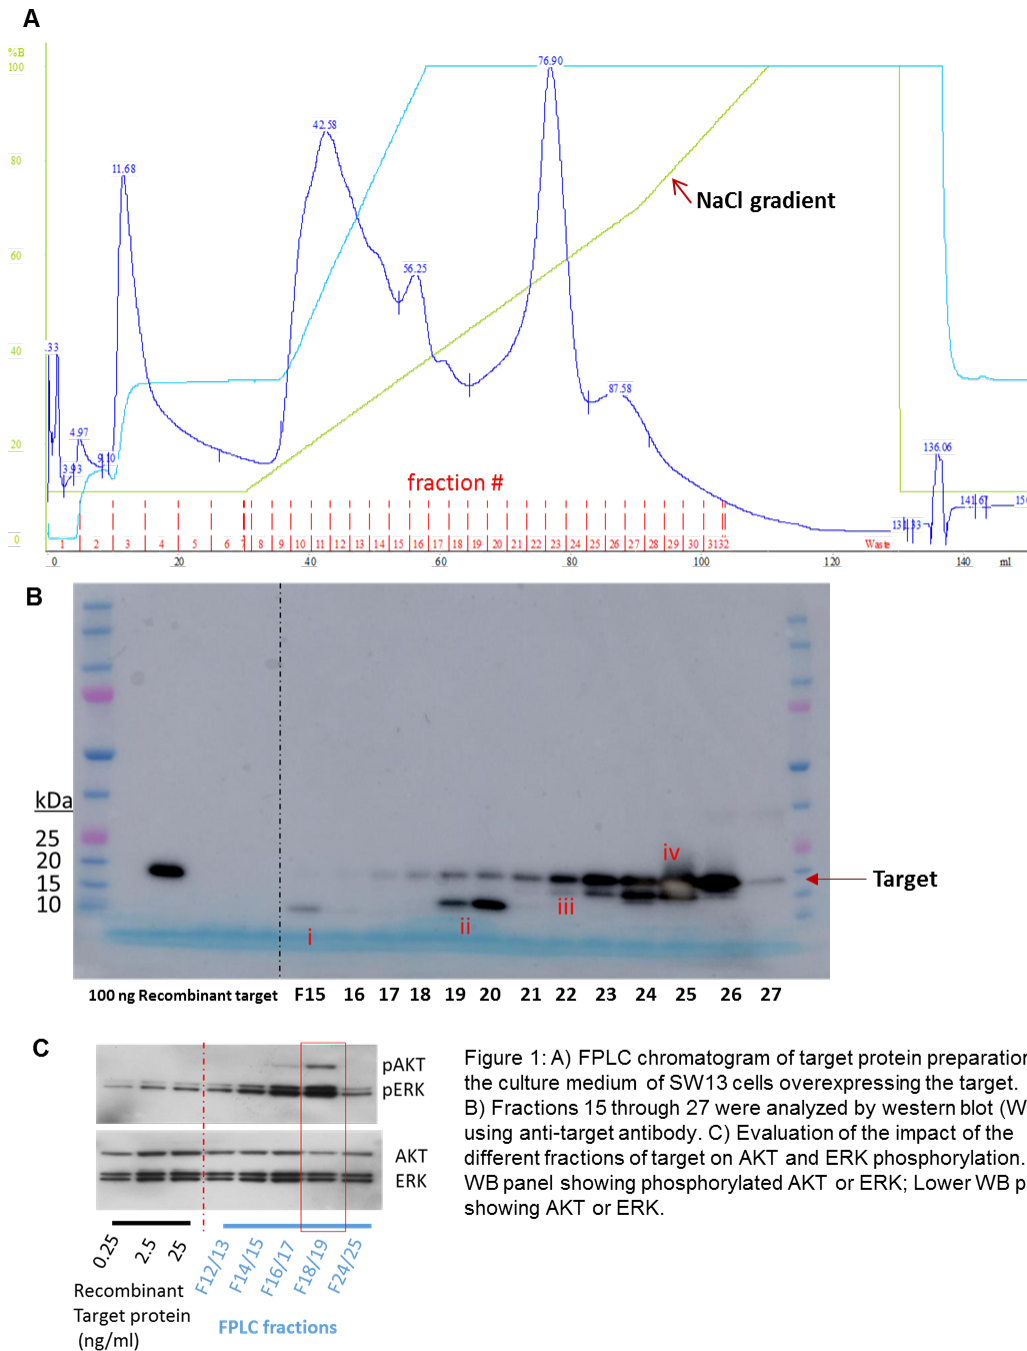 A
%B
100
80
60
40
20
0
.33
3.93
4.97
9.10
11.68
42.58
56.25
76.90
87.58
131.33
136.06
141.67
NaCl gradient
fraction #
1 2 3 4 5 6 7 8 9 10 11 12 13 14 15 16 17 18 19 20 21 22 23 24 25 26 27 28 29 30 3132 Waste
0 20 40 60 80 100 120 140 ml
B
kDa
25
20
15
10
i
ii
iii
iv
Target
100 ng Recombinant target F15 16 17 18 19 20 21 22 23 24 25 26 27
C
pAKT
pERK
AKT
ERK
0.25 2.5 25 F12/13 F14/15 F16/17 F18/19 F24/25
Recombinant
Target protein
(ng/ml)
FPLC fractions
Figure 1: A) FPLC chromatogram of target protein preparation
the culture medium of SW13 cells overexpressing the target.
B) Fractions 15 through 27 were analyzed by western blot (W
using anti-target antibody. C) Evaluation of the impact of the
different fractions of target on AKT and ERK phosphorylation.
WB panel showing phosphorylated AKT or ERK; Lower WB p
showing AKT or ERK.